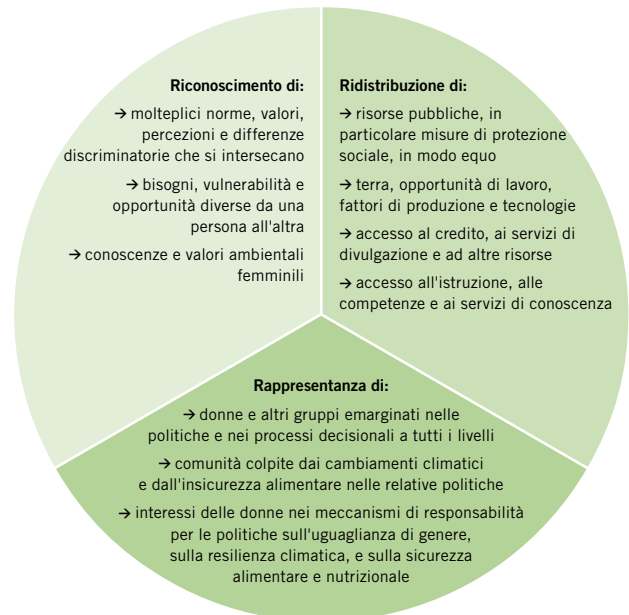 Riconoscimento di:
→ molteplici norme, valori,
percezioni e differenze
discriminatorie che si intersecano
→ bisogni, vulnerabilità e
opportunità diverse da una
persona all'altra
→ conoscenze e valori ambientali
femminili
Ridistribuzione di:
→ risorse pubbliche, in
particolare misure di protezione
sociale, in modo equo
→ terra, opportunità di lavoro,
fattori di produzione e tecnologie
→ accesso al credito, ai servizi di
divulgazione e ad altre risorse
→ accesso all'istruzione, alle
competenze e ai servizi di conoscenza
Rappresentanza di:
→ donne e altri gruppi emarginati nelle
politiche e nei processi decisionali a tutti i livelli
→ comunità colpite dai cambiamenti climatici
e dall'insicurezza alimentare nelle relative politiche
→ interessi delle donne nei meccanismi di responsabilità
per le politiche sull'uguaglianza di genere,
sulla resilienza climatica, e sulla sicurezza
alimentare e nutrizionale